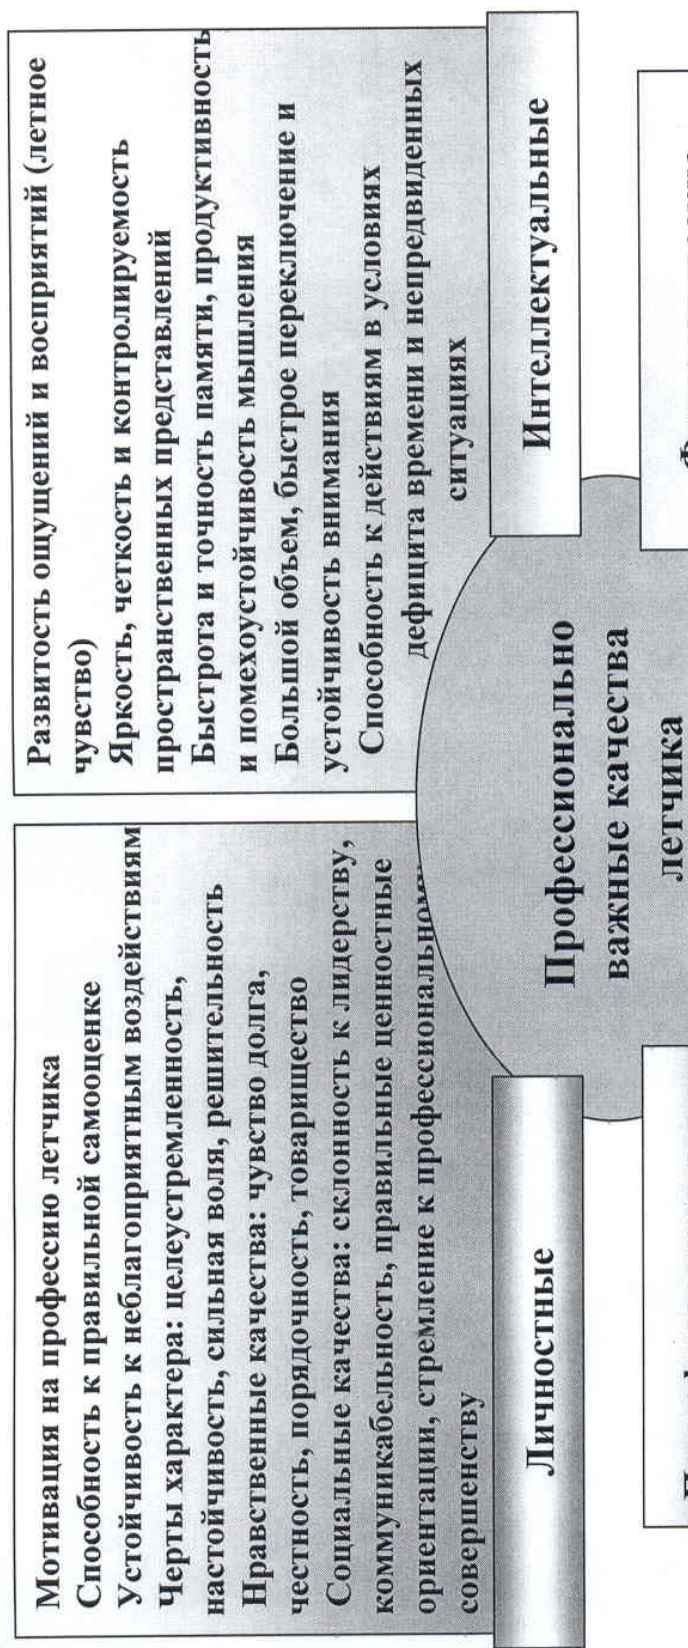 Мотивация на профессию летчика
Способность к правильной самооценке
Устойчивость к неблагоприятным воздействиям
Черты характера: целеустремленность,
настойчивость, сильная воля, решительность
Нравственные качества: чувство долга,
честность, порядочность, товарищество
Социальные качества: склонность к лидерству,
коммуникабельность, правильные ценностные
ориентации, стремление к профессиональному
совершенству
Личностные
Развитость ощущений и восприятий (летное
чувство)
Яркость, четкость и контролируемость
пространственных представлений
Быстрота и точность памяти, продуктивность
и помехоустойчивость мышления
Большой объем, быстрое переключение и
устойчивость внимания
Способность к действиям в условиях
дефицита времени и непредвиденных
ситуациях
Интеллектуальные
Профессионально
важные качества
летчика